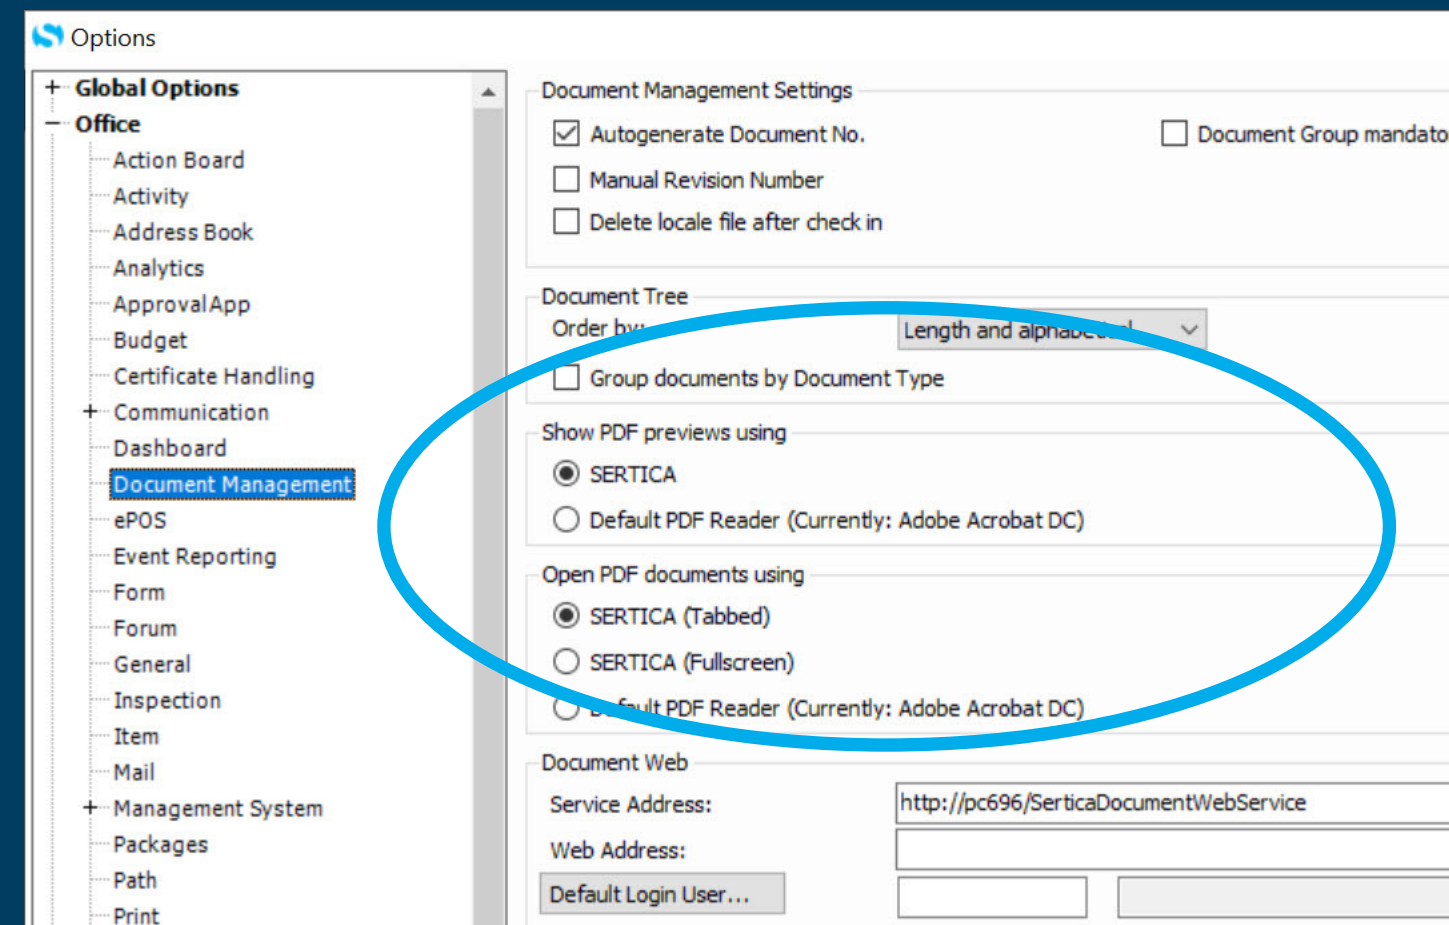 Options
Global Options
Office
Action Board
Activity
Address Book
Analytics
Approval App
Budget
Certificate Handling
Communication
Dashboard
Document Management
ePOS
Event Reporting
Form
Forum
General
Inspection
Item
Mail
Management System
Packages
Path
Print
Document Management Settings
Autogenerate Document No.
Document Group mandato
Manual Revision Number
Delete locale file after check in
Document Tree
Order by:
Length and alphabetical
Group documents by Document Type
Show PDF previews using
SERTICA
Default PDF Reader (Currently: Adobe Acrobat DC)
Open PDF documents using
SERTICA (Tabbed)
SERTICA (Fullscreen)
Default PDF Reader (Currently: Adobe Acrobat DC)
Document Web
Service Address:
http://pc696/SerticaDocumentWebService
Web Address:
Default Login User...